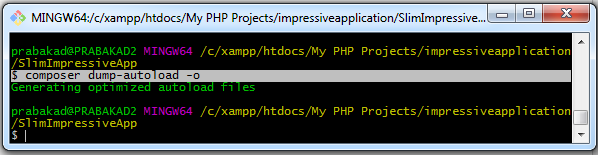 MINGW64:/c/xampp/htdocs/My PHP Projects/impressiveapplication/SlimImpressive...
prabakad@PRABAKAD2 MINGW64 /c/xampp/htdocs/My PHP Projects/impressiveapplication
/SlimImpressiveApp
$ composer dump-autoload -o
Generating optimized autoload files
prabakad@PRABAKAD2 MINGW64 /c/xampp/htdocs/My PHP Projects/impressiveapplication
/SlimImpressiveApp
$